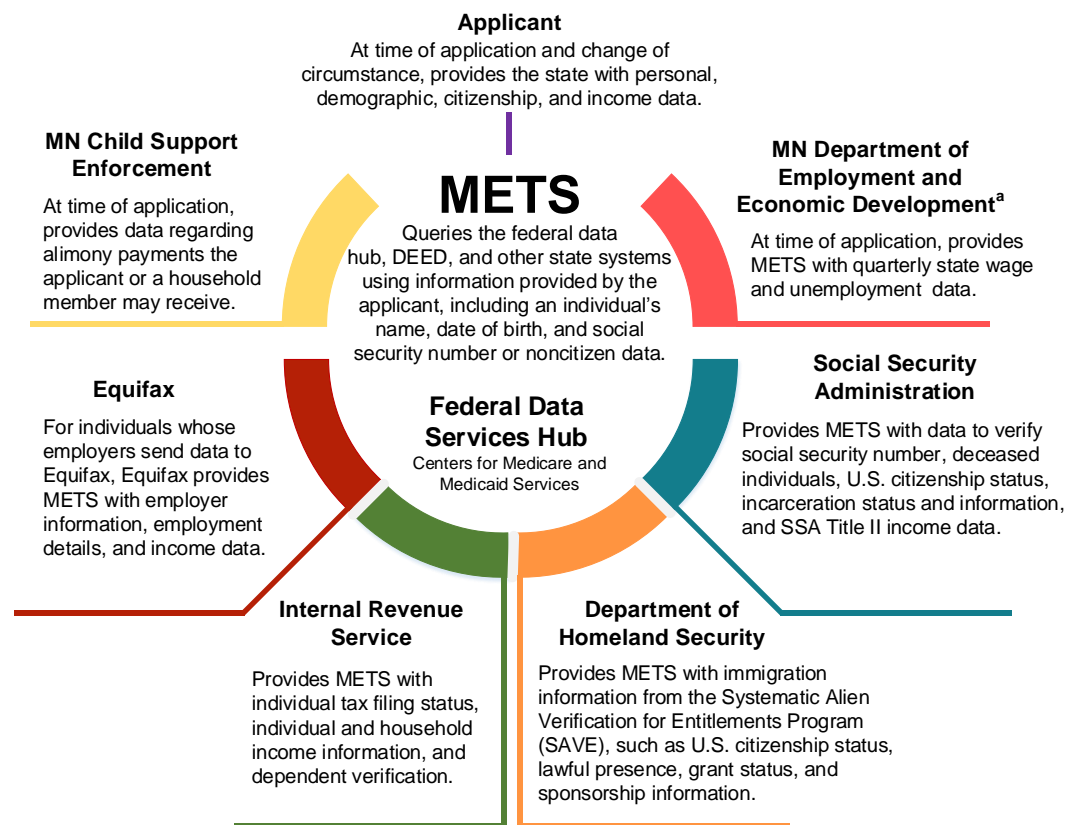 Applicant
At time of application and change of
circumstance, provides the state with personal,
demographic, citizenship, and income data.
MN Child Support
Enforcement
At time of application,
provides data regarding
alimony payments the
applicant or a household
member may receive.
METS
Queries the federal data
hub, DEED, and other state systems
using information provided by the
applicant, including an individual’s
name, date of birth, and social
security number or noncitizen data.
MN Department of
Employment and
Economic Developmentª
At time of application, provides
METS with quarterly state wage
and unemployment  data.
Equifax
For individuals whose
employers send data to
Equifax, Equifax provides
METS with employer
information, employment
details, and income data.
Federal Data
Services Hub
Centers for Medicare and
Medicaid Services
Social Security
Administration
Provides METS with data to verify
social security number, deceased
individuals, U.S. citizenship status,
incarceration status and information,
and SSA Title II income data.
Internal Revenue
Service
Provides METS with
individual tax filing status,
individual and household
income information, and
dependent verification.
Department of
Homeland Security
Provides METS with immigration
information from the Systematic Alien
Verification for Entitlements Program
(SAVE), such as U.S. citizenship status,
lawful presence, grant status, and
sponsorship information.